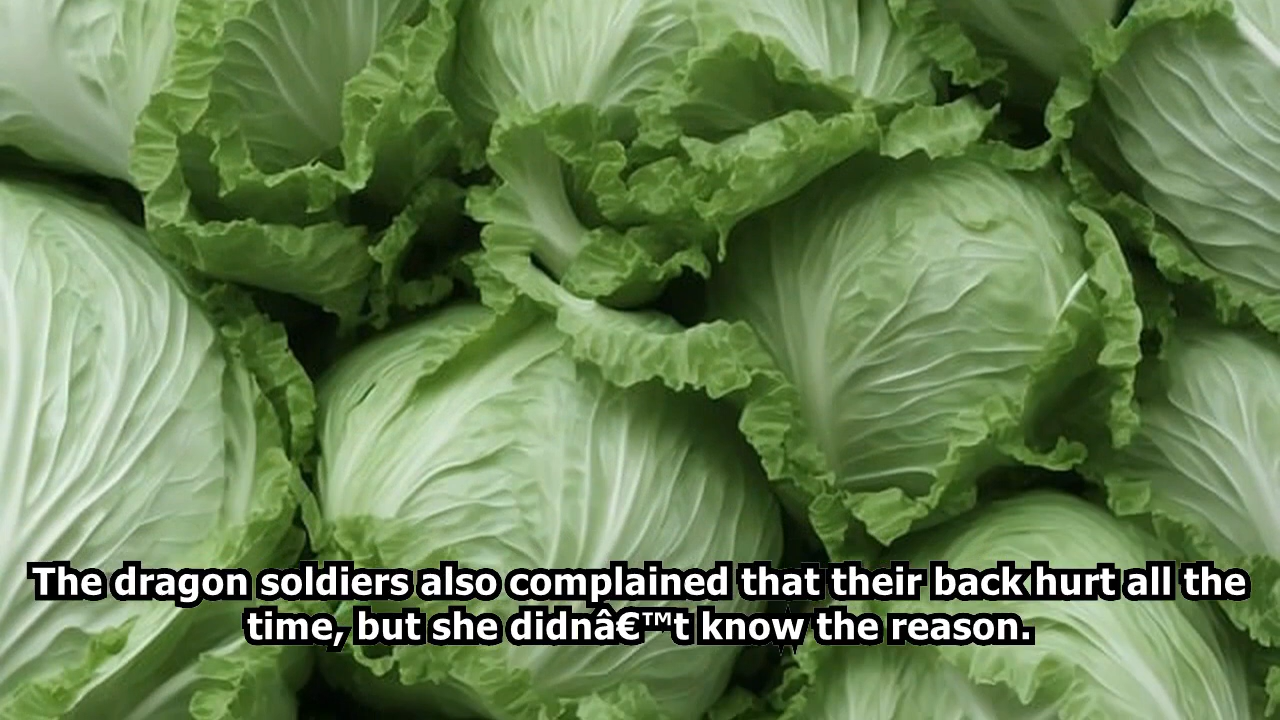 The dragon soldiers also complained that their back hurt all the
time, but she didnâ€™t know the reason.